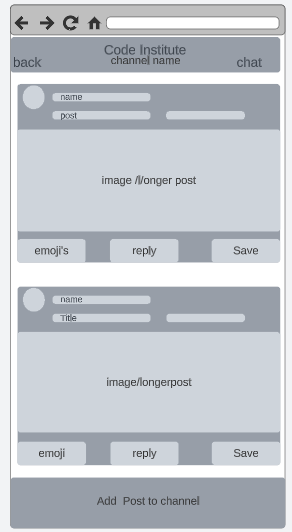 Code Institute
back channel name chat
name
post
image /l/onger post
emoji's reply Save
name
Title
image/longerpost
emoji reply Save
Add Post to channel